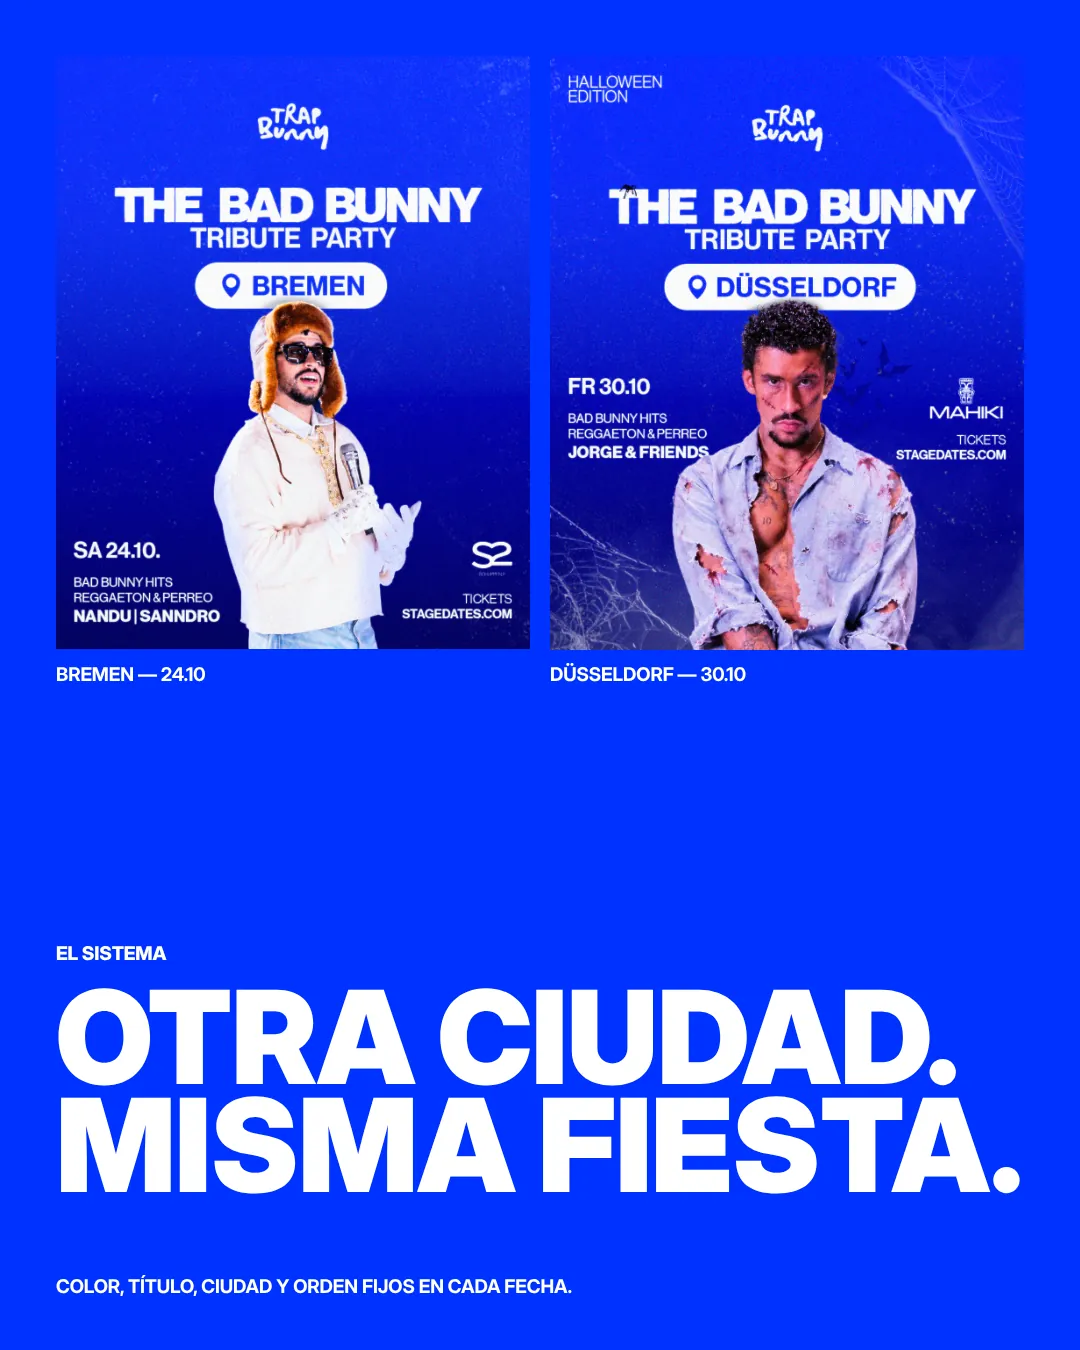 TRAP
Bunny
THE BAD BUNNY
TRIBUTE PARTY
BREMEN
SA 24.10.
BAD BUNNY HITS
REGGAETON & PERREO
NANDU | SANNDRO
S2
TICKETS
STAGEDATES.COM
BREMEN — 24.10
HALLOWEEN
EDITION
TRAP
Bunny
THE BAD BUNNY
TRIBUTE PARTY
DÜSSELDORF
FR 30.10
BAD BUNNY HITS
REGGAETON & PERREO
JORGE & FRIENDS
MAHIKI
TICKETS
STAGEDATES.COM
DÜSSELDORF — 30.10
EL SISTEMA
OTRA CIUDAD.
MISMA FIESTA.
COLOR, TÍTULO, CIUDAD Y ORDEN FIJOS EN CADA FECHA.